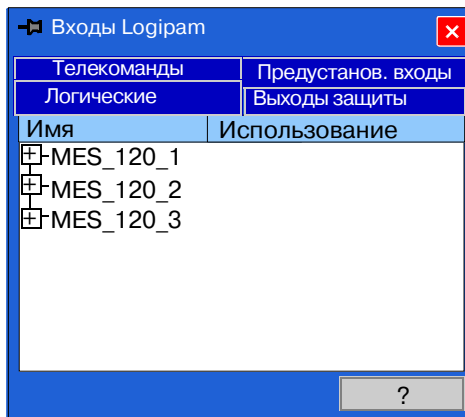 Входы Logipam
Телекоманды Предустанов. входы
Логические Выходы защиты
Имя Использование
MES_120_1
MES_120_2
MES_120_3
?